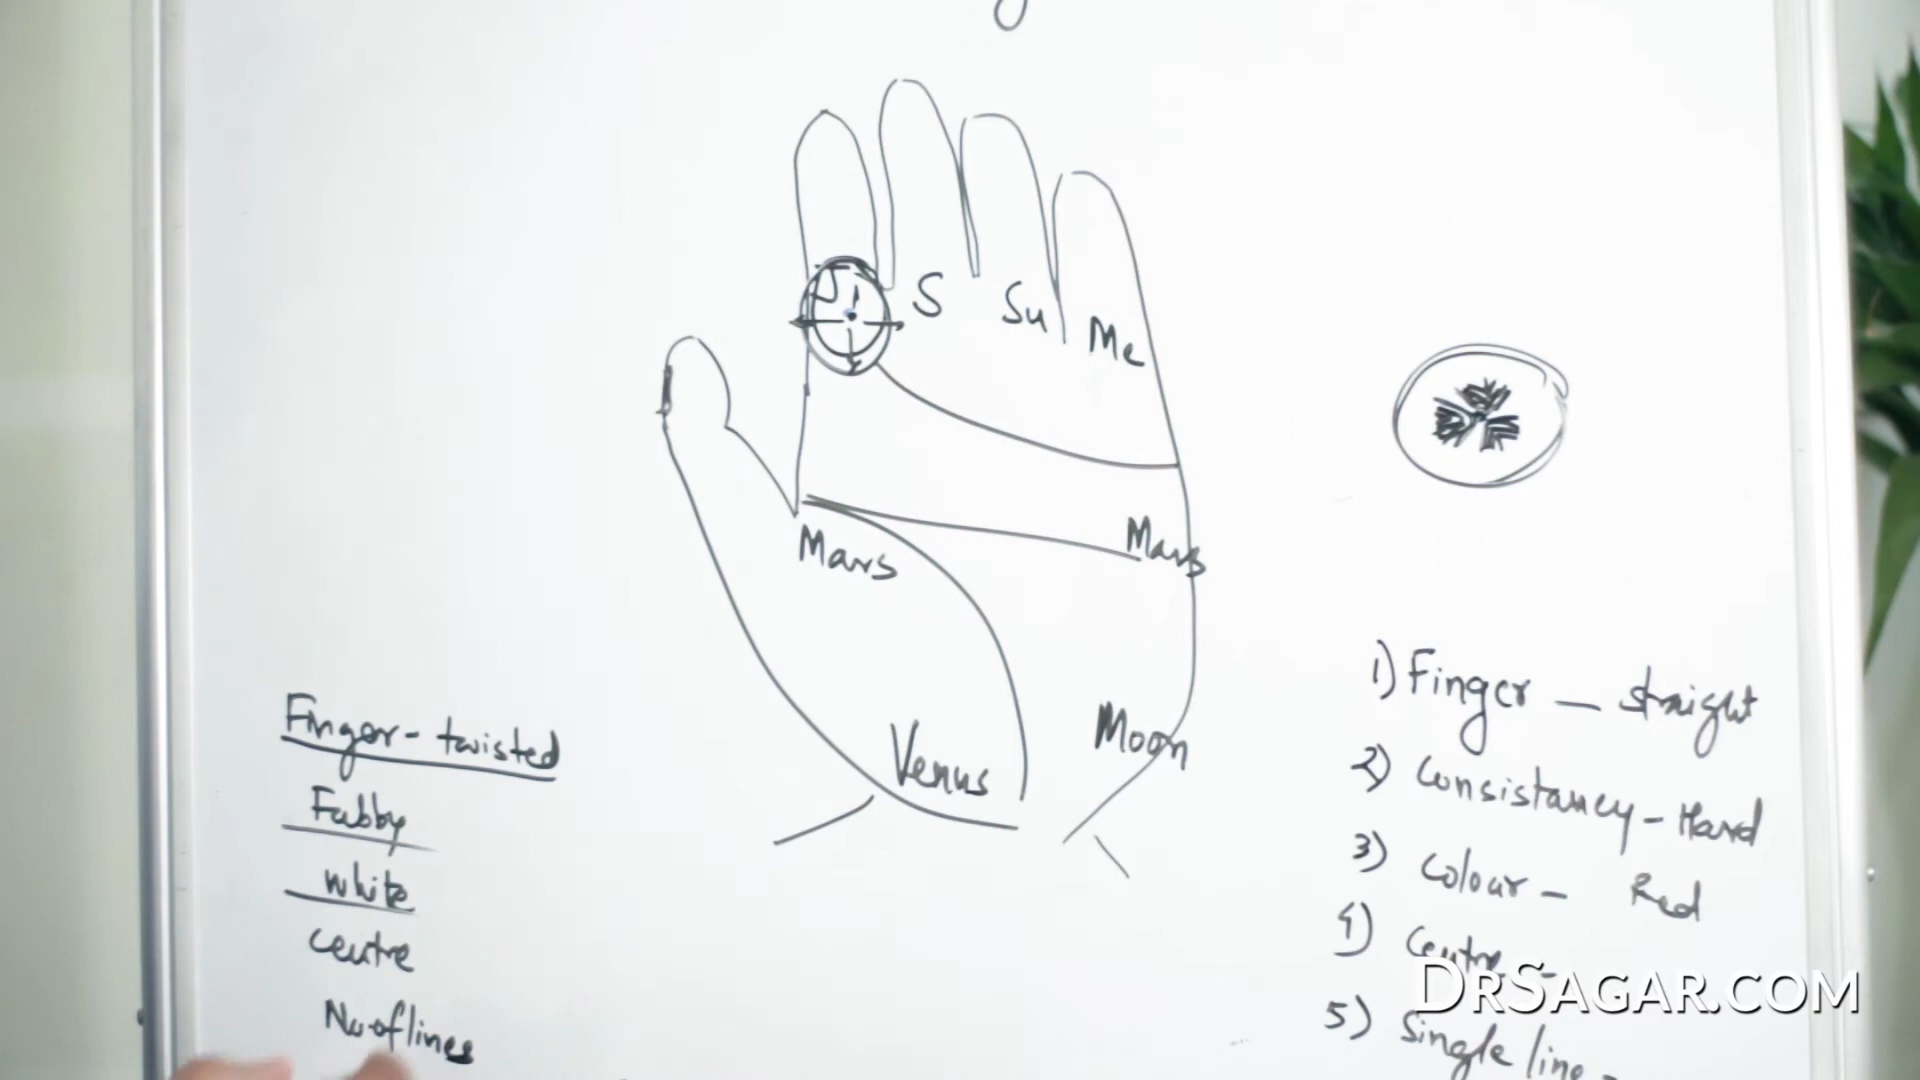 J
S
Su
Me
Mars
Mars
Venus
Moon
Finger - twisted
Fabby
white
centre
No of lines
1) Finger — straight
2) Consistancy - Hard
3) Colour - Red
4) Centre -
5) Single line -
DRSAGAR.COM